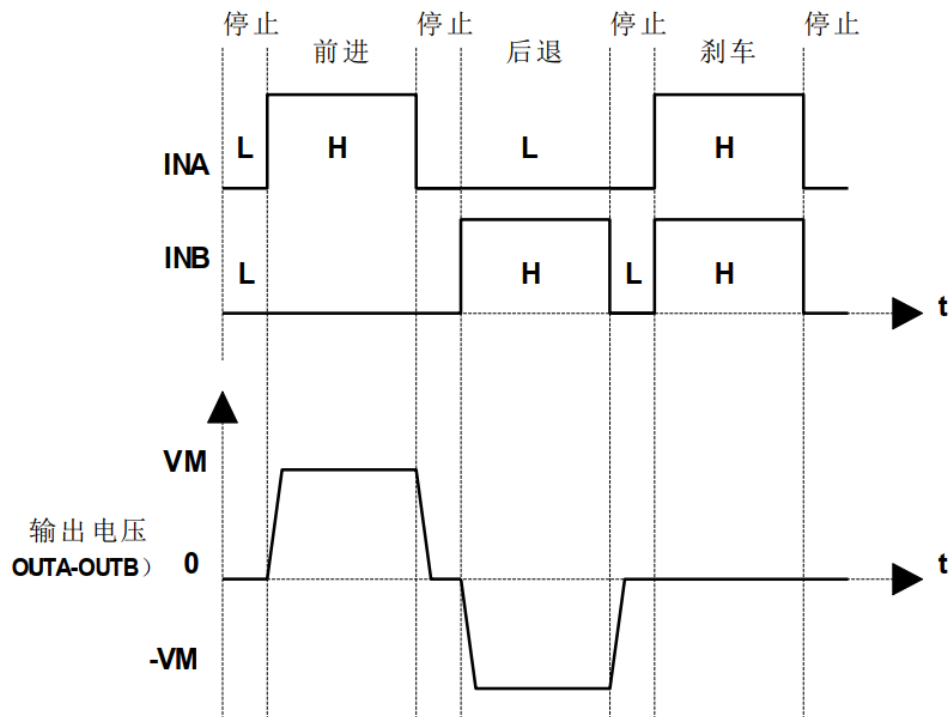 停止 停止 停止 停止
前进 后退 刹车
INA L H L H
INB L H L H
t
VM
输出电压
OUTA-OUTB） 0 t
-VM